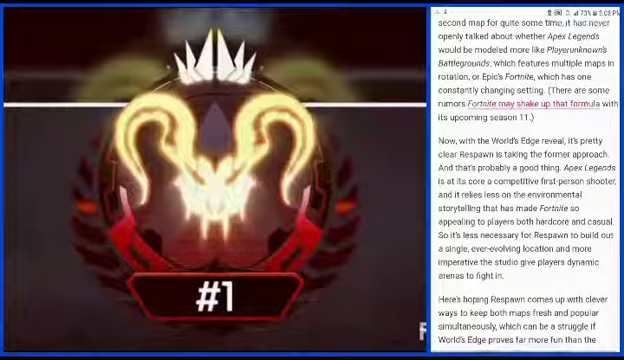 #1
73% 3:00 PM
second map for quite some time, it had never
openly talked about whether Apex Legends
would be modeled more like Playerunknown's
Battlegrounds, which features multiple maps in
rotation, or Epic's Fortnite, which has one
constantly changing setting. (There are some
rumors Fortnite may shake up that formula with
its upcoming season 11.)
Now, with the World's Edge reveal, it's pretty
clear Respawn is taking the former approach.
And that's probably a good thing. Apex Legends
is at its core a competitive first-person shooter,
and it relies less on the environmental
storytelling that has made Fortnite so
appealing to players both hardcore and casual.
So it's less necessary for Respawn to build out
a single, ever-evolving location and more
imperative the studio give players dynamic
arenas to fight in.
Here's hoping Respawn comes up with clever
ways to keep both maps fresh and popular
simultaneously, which can be a struggle if
World's Edge proves far more fun than the